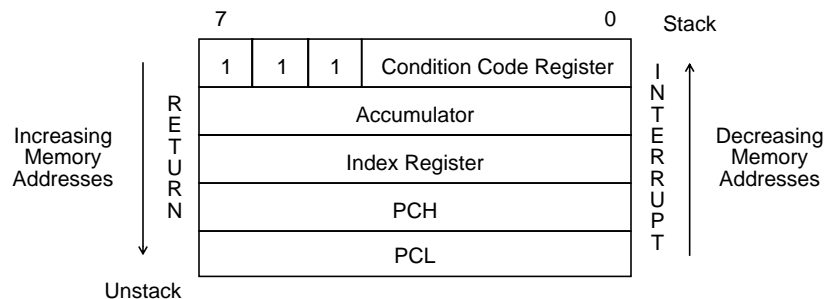 7 0 Stack
1 1 1 Condition Code Register
Accumulator
Index Register
PCH
PCL
Increasing
Memory
Addresses
RETURN
INTERRUPT
Decreasing
Memory
Addresses
Unstack